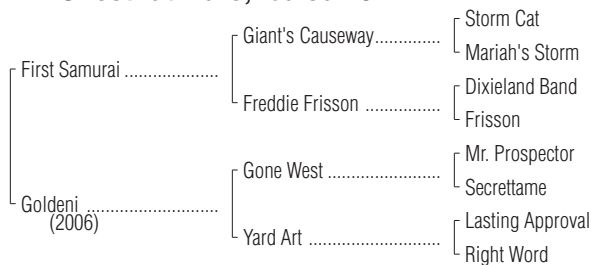 Storm Cat
Giant's Causeway..............
Mariah's Storm
First Samurai ....................
Dixieland Band
Freddie Frisson ................
Frisson
Mr. Prospector
Gone West ........................
Secrettame
Goldeni ............................
(2006)
Lasting Approval
Yard Art ............................
Right Word